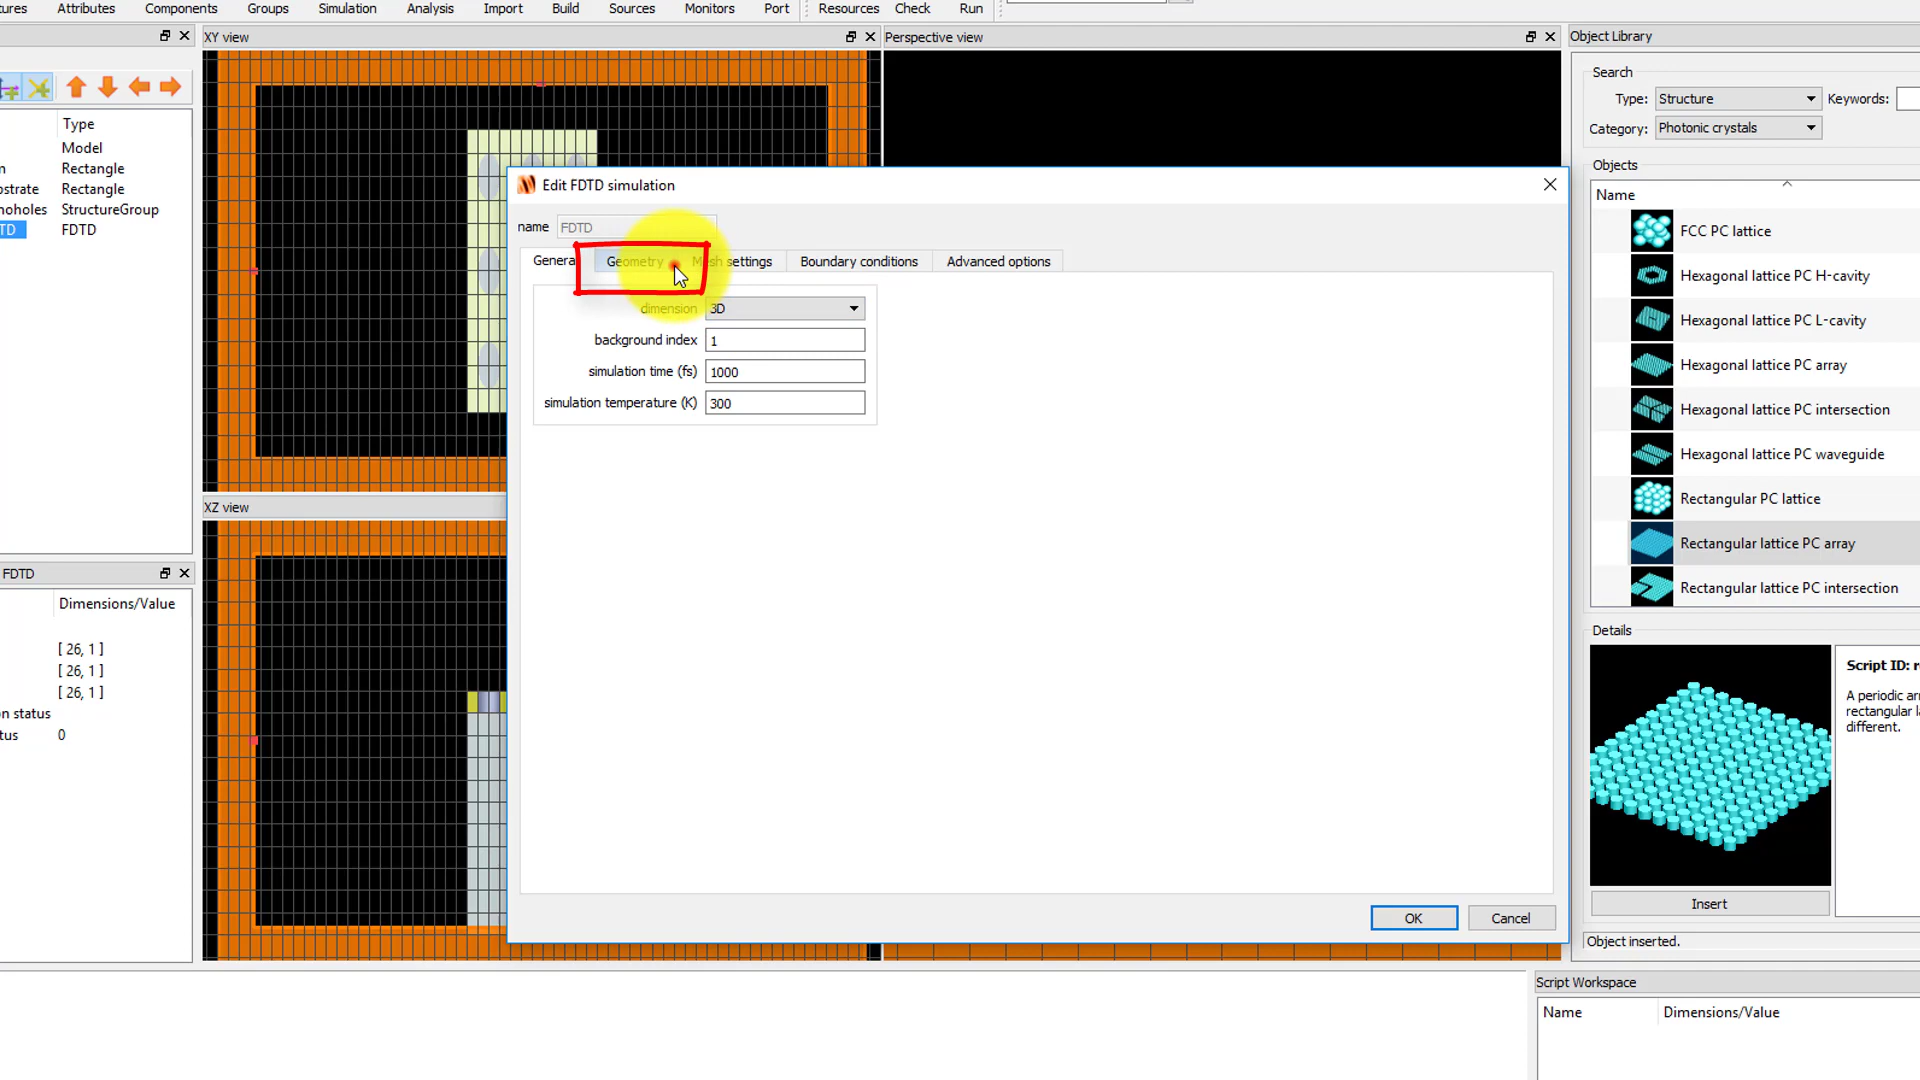 tures Attributes Components Groups Simulation Analysis Import Build Sources Monitors Port Resources Check Run
XY view
Perspective view
Object Library
Search
Type: Structure Keywords:
Category: Photonic crystals
Type
Model
n Rectangle
ostrate Rectangle
noholes StructureGroup
TD FDTD
Edit FDTD simulation
name FDTD
General Geometry Mesh settings Boundary conditions Advanced options
dimension 3D
background index 1
simulation time (fs) 1000
simulation temperature (K) 300
OK Cancel
Objects
Name
FCC PC lattice
Hexagonal lattice PC H-cavity
Hexagonal lattice PC L-cavity
Hexagonal lattice PC array
Hexagonal lattice PC intersection
Hexagonal lattice PC waveguide
Rectangular PC lattice
Rectangular lattice PC array
Rectangular lattice PC intersection
XZ view
FDTD
Dimensions/Value
[ 26, 1 ]
[ 26, 1 ]
[ 26, 1 ]
n status
tus 0
Details
Script ID: r
A periodic ar
rectangular la
different.
Insert
Object inserted.
Script Workspace
Name Dimensions/Value